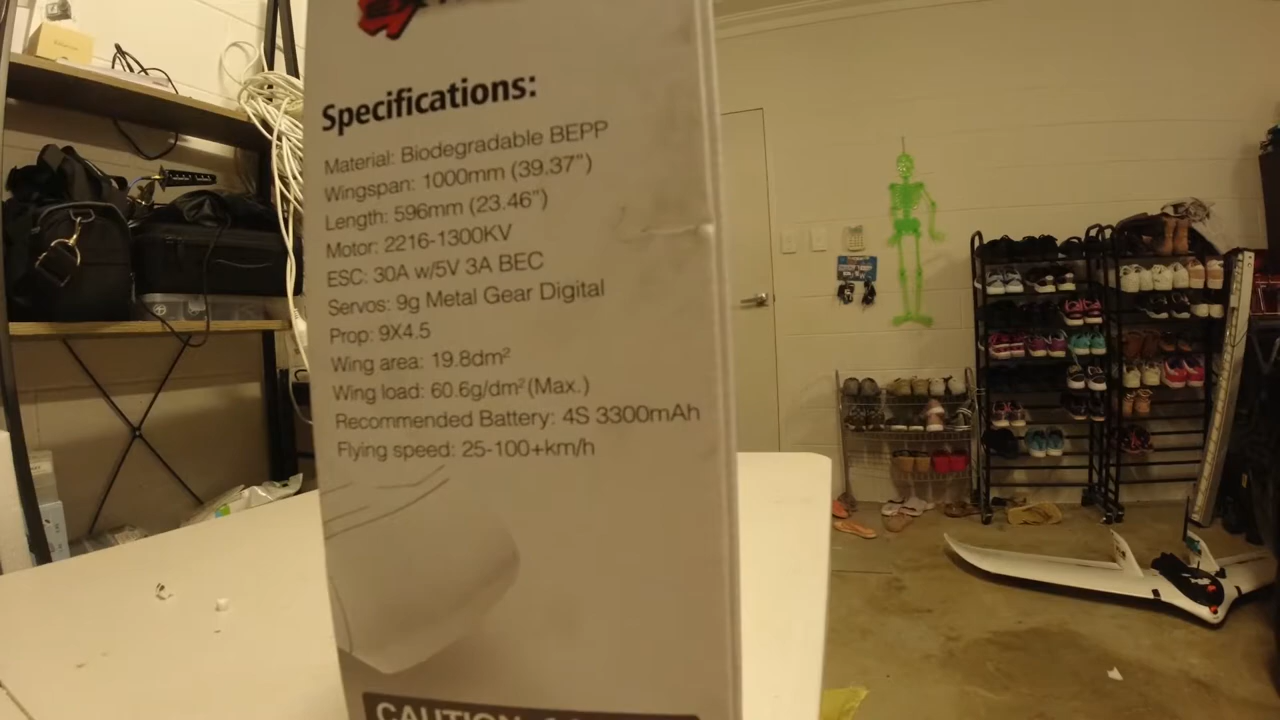 Specifications:
Material: Biodegradable BEPP
Wingspan: 1000mm (39.37")
Length: 596mm (23.46")
Motor: 2216-1300KV
ESC: 30A w/5V 3A BEC
Servos: 9g Metal Gear Digital
Prop: 9X4.5
Wing area: 19.8dm²
Wing load: 60.6g/dm² (Max.)
Recommended Battery: 4S 3300mAh
Flying speed: 25-100+km/h
CAUTION